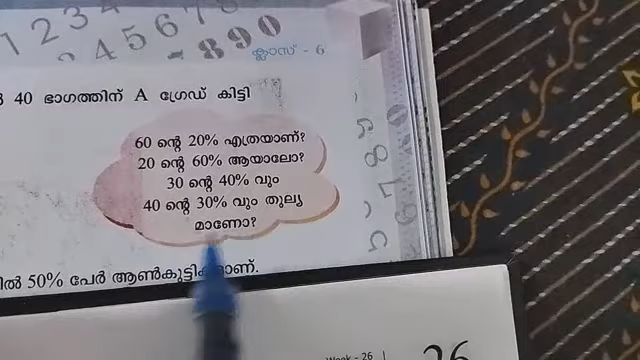 1 2 3 4 5 6 7 8 9 0
ക്ലാസ് - 6
40 ഭാഗത്തിന് A ഗ്രേഡ് കിട്ടി
60 ന്റെ 20% എത്രയാണ്?
20 ന്റെ 60% ആയാലോ?
30 ന്റെ 40% വും
40 ന്റെ 30% വും തുല്യ
മാണോ?
ൽ 50% പേർ ആൺകുട്ടികളാണ്.
Week - 26
26